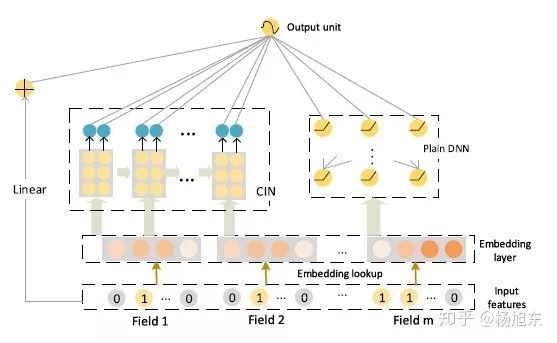 Output unit
...
Plain DNN
...
CIN
Linear
Embedding layer
...
Embedding lookup
0 1 ... 0 0 1 ... 0 ... 1 1 ... 0
Input features
Field 1 Field 2 Field m
知乎 @杨旭东